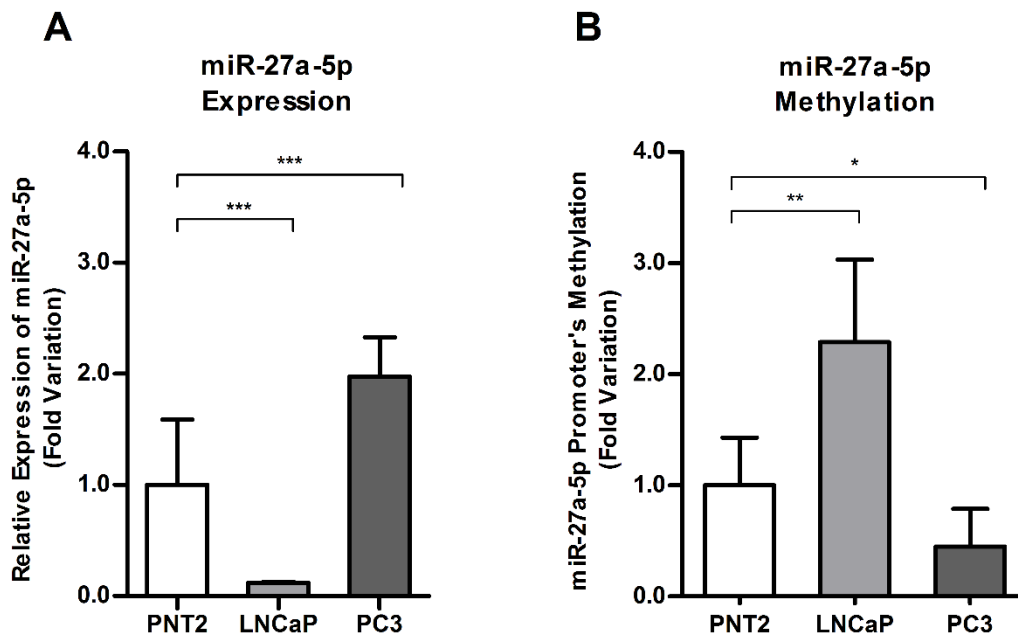 A
miR-27a-5p
Expression
Relative Expression of miR-27a-5p
(Fold Variation)
4.0
3.0
2.0
1.0
0.0
***
***
PNT2 LNCaP PC3
B
miR-27a-5p
Methylation
miR-27a-5p Promoter's Methylation
(Fold Variation)
4.0
3.0
2.0
1.0
0.0
*
**
PNT2 LNCaP PC3